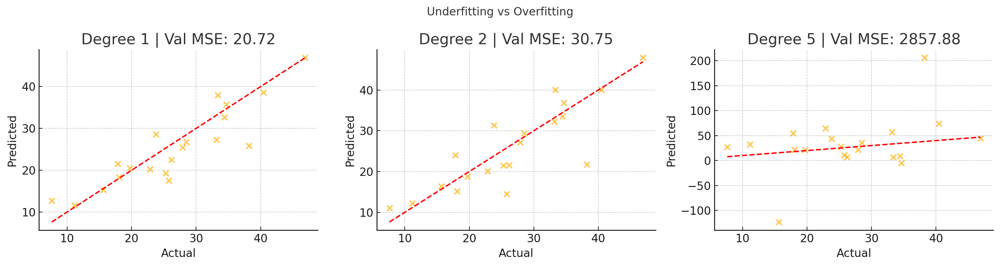 Underfitting vs Overfitting
Degree 1 | Val MSE: 20.72
40
30
20
10
10 20 30 40
Predicted
Actual
Degree 2 | Val MSE: 30.75
40
30
20
10
10 20 30 40
Predicted
Actual
Degree 5 | Val MSE: 2857.88
200
150
100
50
0
−50
−100
10 20 30 40
Predicted
Actual